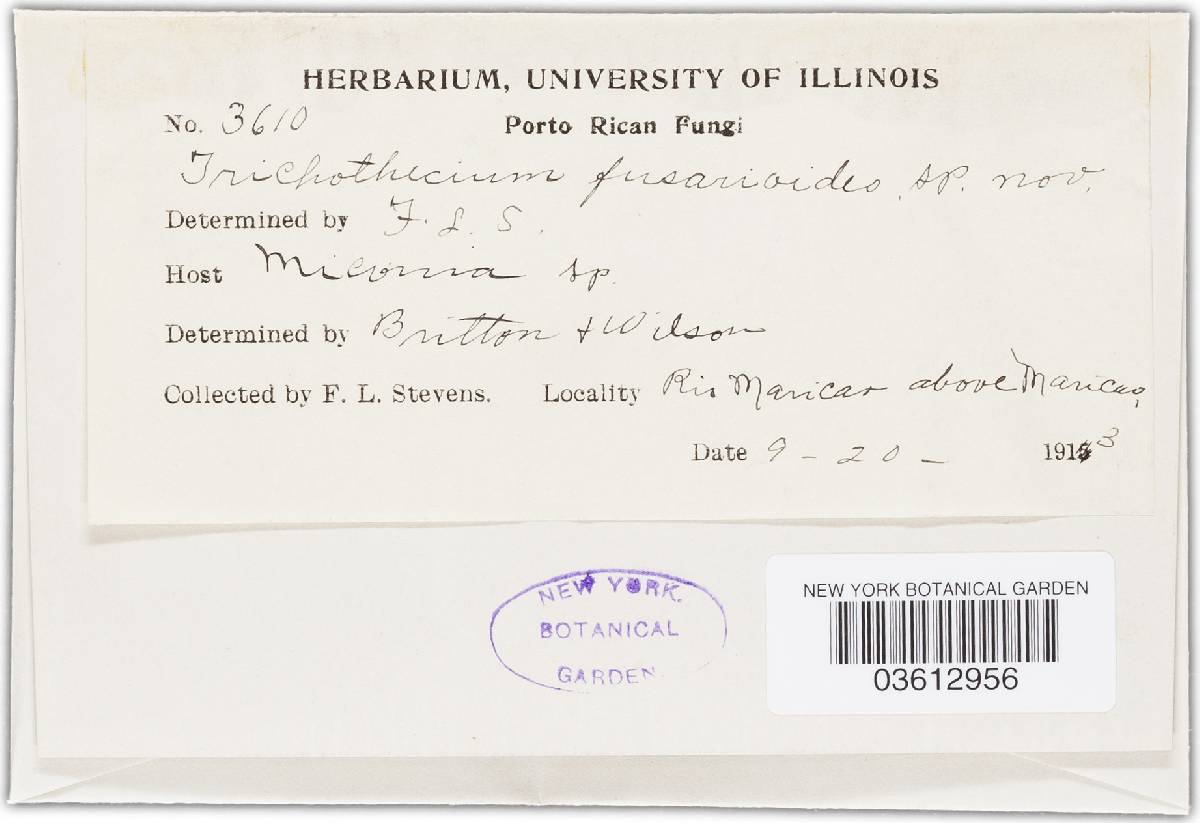 HERBARIUM, UNIVERSITY OF ILLINOIS
No. 3610 Porto Rican Fungi
Trichothecium fusarioides, sp. nov.
Determined by F. L. S.
Host Miconia sp.
Determined by Britton & Wilson
Collected by F. L. Stevens. Locality Rio Maricao above Maricao,
Date 9-20- 1913
NEW YORK.
BOTANICAL
GARDEN.
NEW YORK BOTANICAL GARDEN
03612956